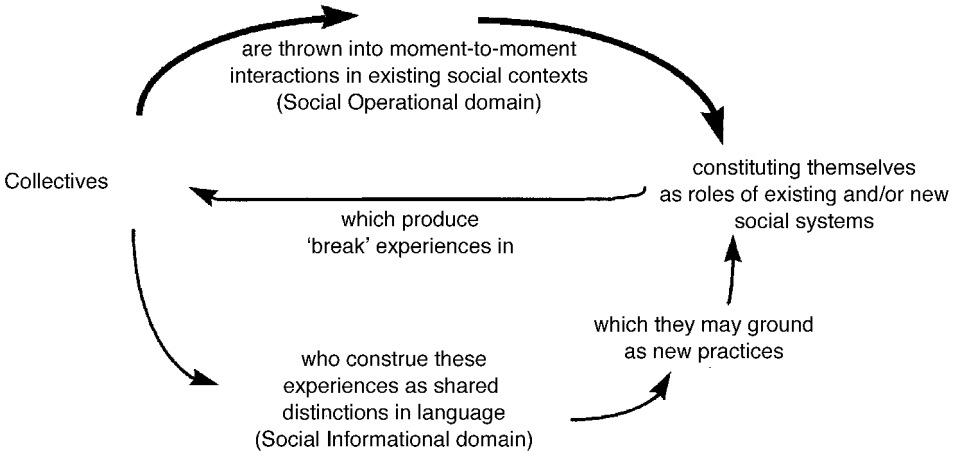 are thrown into moment-to-moment
interactions in existing social contexts
(Social Operational domain)
Collectives
constituting themselves
as roles of existing and/or new
social systems
which produce
'break' experiences in
which they may ground
as new practices
who construe these
experiences as shared
distinctions in language
(Social Informational domain)